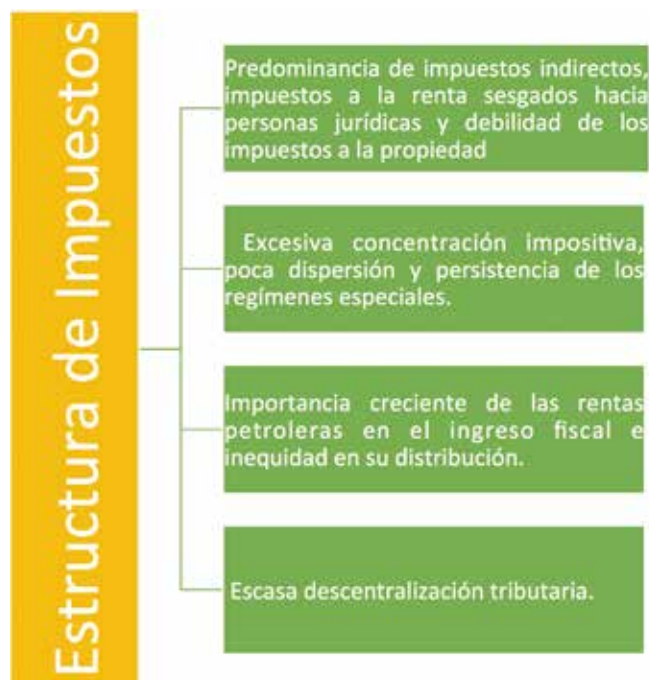 Estructura de Impuestos
Predominancia de impuestos indirectos,
impuestos a la renta sesgados hacia
personas jurídicas y debilidad de los
impuestos a la propiedad
Excesiva concentración impositiva,
poca dispersión y persistencia de los
regímenes especiales.
Importancia creciente de las rentas
petroleras en el ingreso fiscal e
inequidad en su distribución.
Escasa descentralización tributaria.